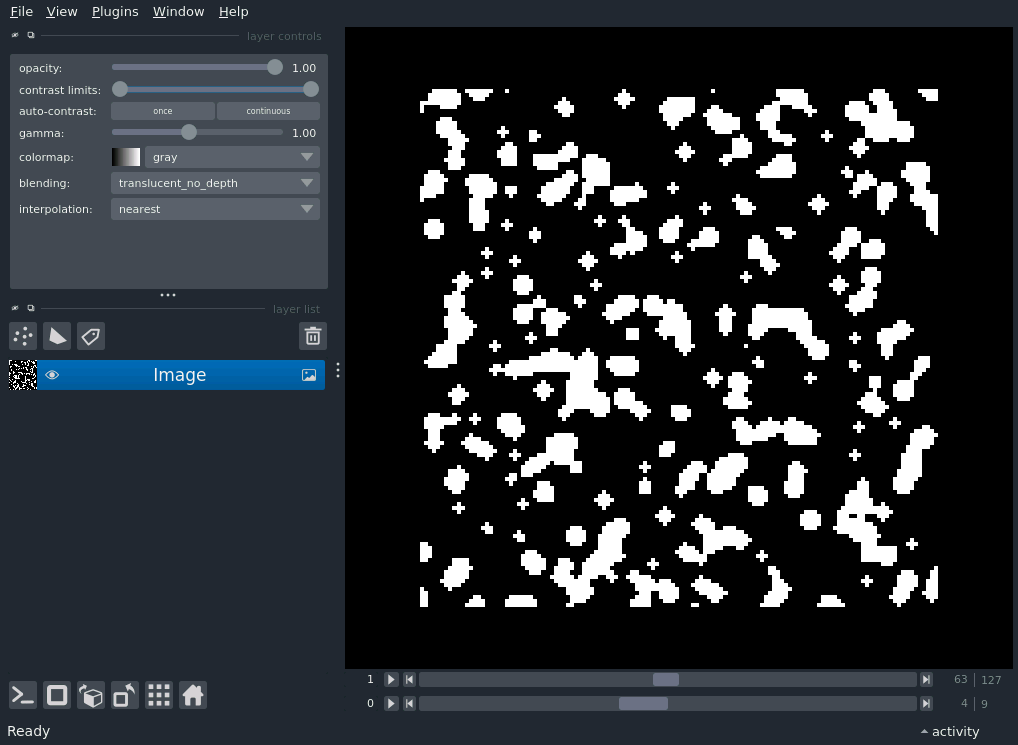 File View Plugins Window Help
layer controls
opacity: 1.00
contrast limits:
auto-contrast: once continuous
gamma: 1.00
colormap: gray
blending: translucent_no_depth
interpolation: nearest
layer list
Image
1 63 127
0 4 9
Ready activity